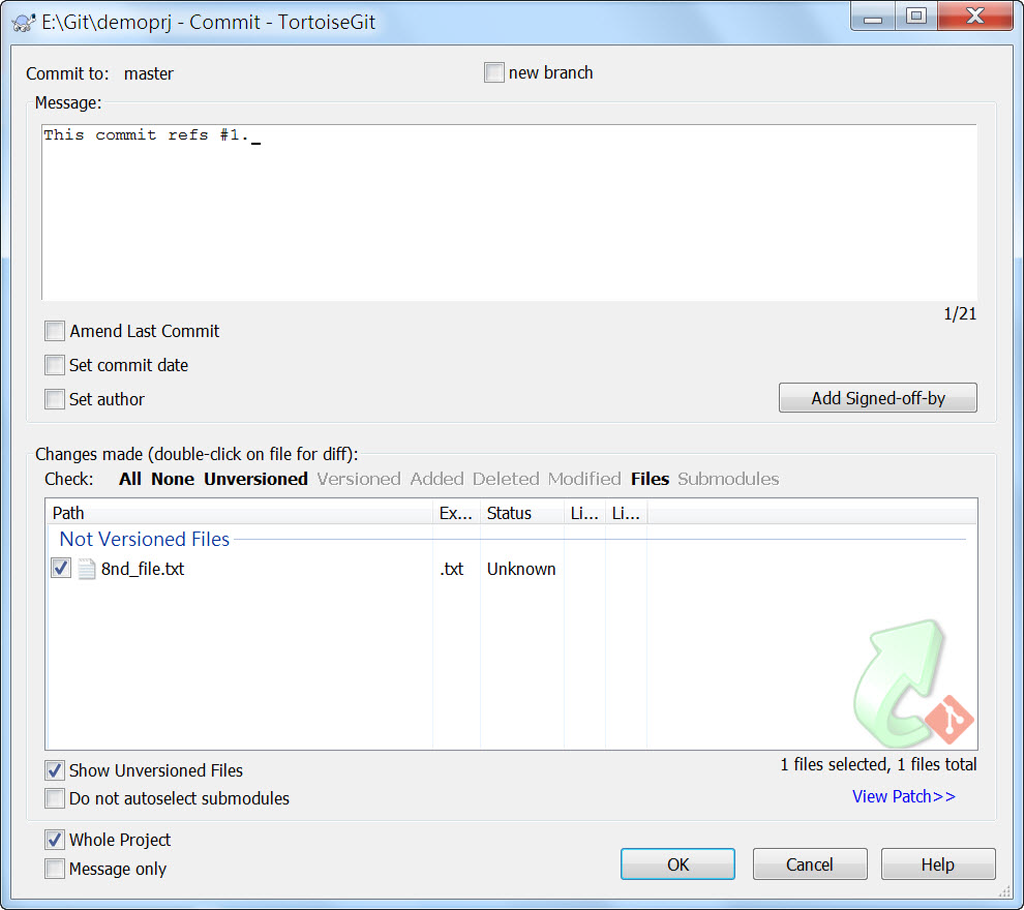 E:\Git\demoprj - Commit - TortoiseGit
Commit to: master
new branch
Message:
This commit refs #1.
1/21
Amend Last Commit
Set commit date
Set author
Add Signed-off-by
Changes made (double-click on file for diff):
Check: All None Unversioned Versioned Added Deleted Modified Files Submodules
Path Ex... Status Li... Li...
Not Versioned Files
8nd_file.txt .txt Unknown
Show Unversioned Files
1 files selected, 1 files total
Do not autoselect submodules
View Patch>>
Whole Project
Message only
OK Cancel Help